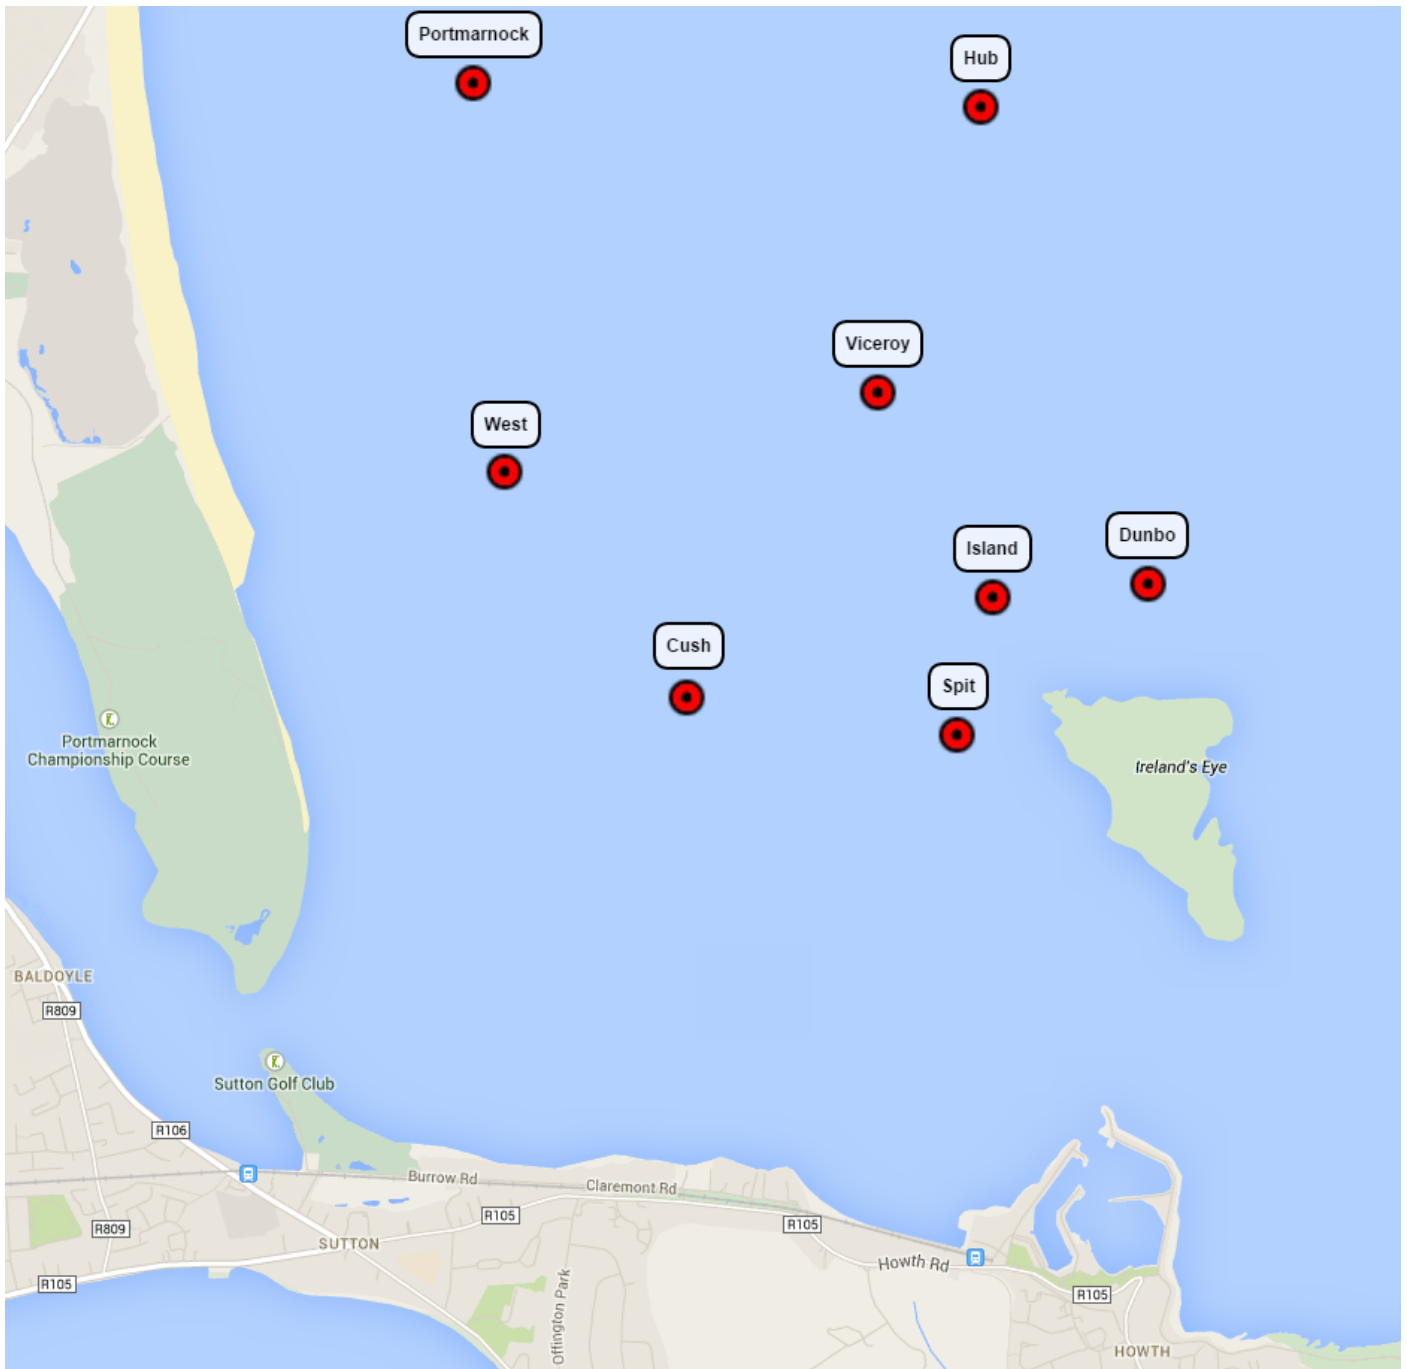 Portmarnock
Hub
Viceroy
West
Dunbo
Island
Cush
Spit
Portmarnock
Championship Course
Ireland's Eye
BALDOYLE
R809
Sutton Golf Club
R106
Burrow Rd
Claremont Rd
R105
R105
R809
SUTTON
Howth Rd
R105
R105
Offington Park
HOWTH